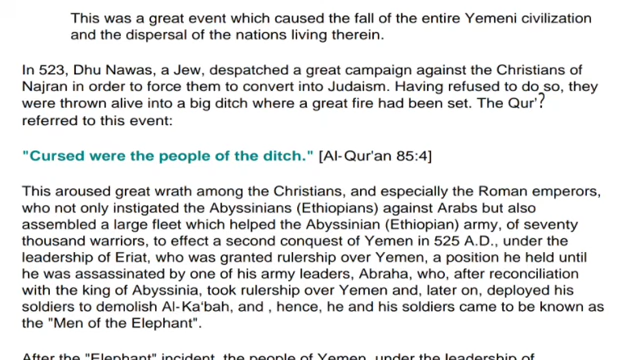 This was a great event which caused the fall of the entire Yemeni civilization
and the dispersal of the nations living therein.
In 523, Dhu Nawas, a Jew, despatched a great campaign against the Christians of
Najran in order to force them to convert into Judaism. Having refused to do so, they
were thrown alive into a big ditch where a great fire had been set. The Qur'?
referred to this event:
"Cursed were the people of the ditch." [Al-Qur'an 85:4]
This aroused great wrath among the Christians, and especially the Roman emperors,
who not only instigated the Abyssinians (Ethiopians) against Arabs but also
assembled a large fleet which helped the Abyssinian (Ethiopian) army, of seventy
thousand warriors, to effect a second conquest of Yemen in 525 A.D., under the
leadership of Eriat, who was granted rulership over Yemen, a position he held until
he was assassinated by one of his army leaders, Abraha, who, after reconciliation
with the king of Abyssinia, took rulership over Yemen and, later on, deployed his
soldiers to demolish Al-Ka‘bah, and , hence, he and his soldiers came to be known as
the "Men of the Elephant".
After the "Elephant" incident, the people of Yemen, under the leadership of